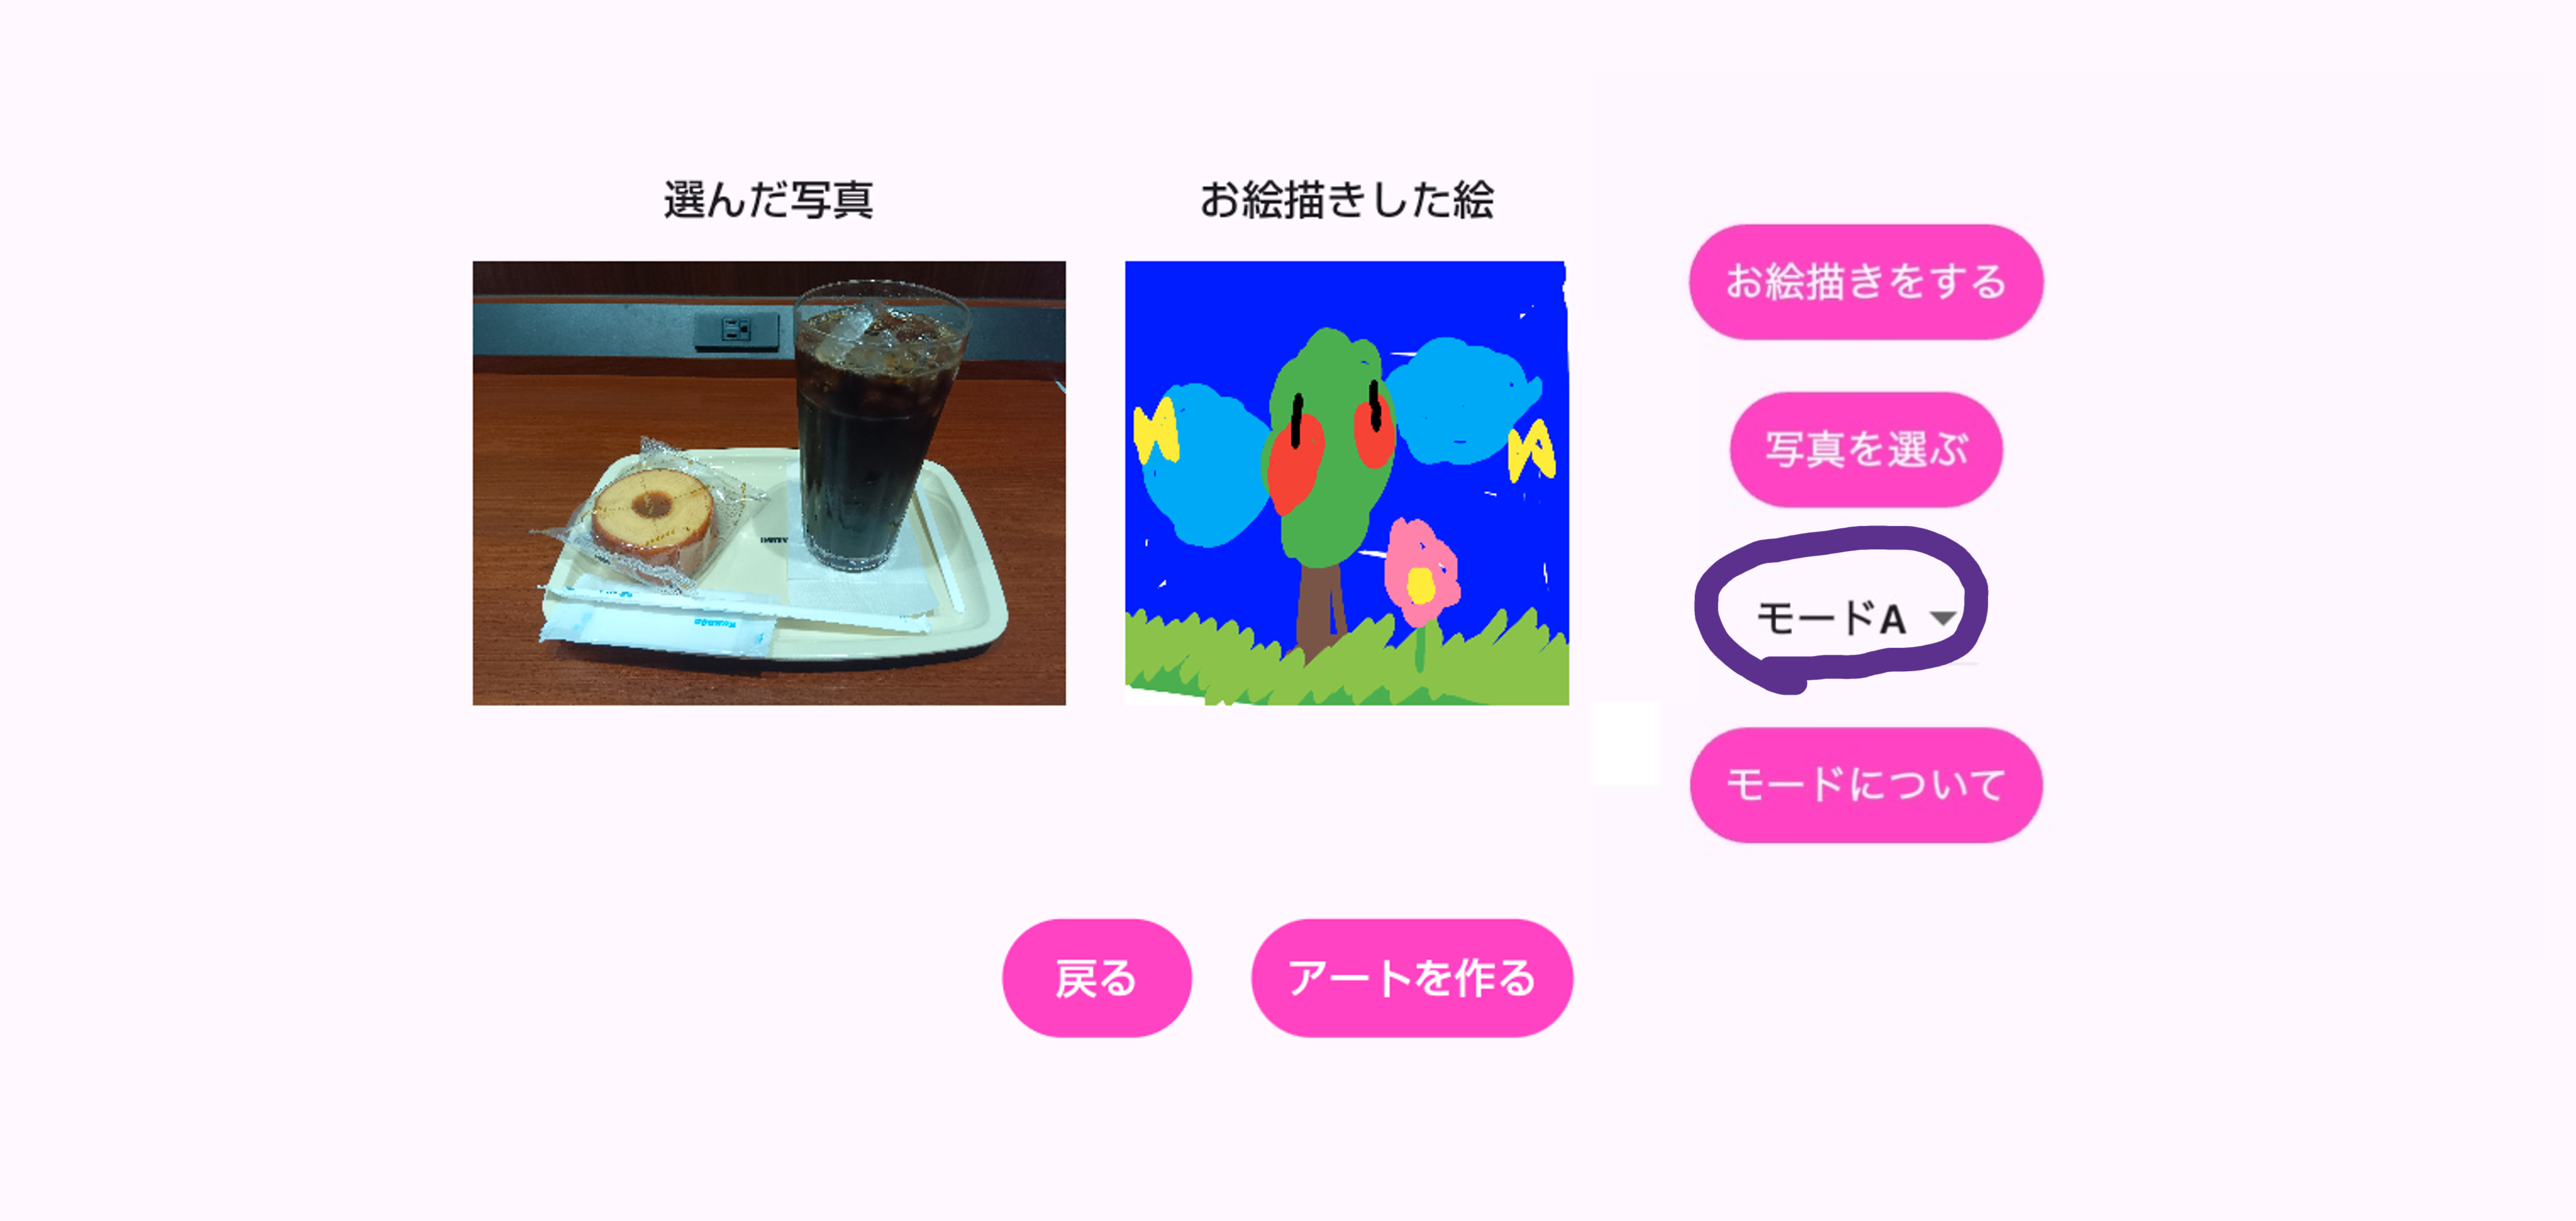 選んだ写真
お絵描きした絵
お絵描きをする
写真を選ぶ
モードA
モードについて
戻る
アートを作る